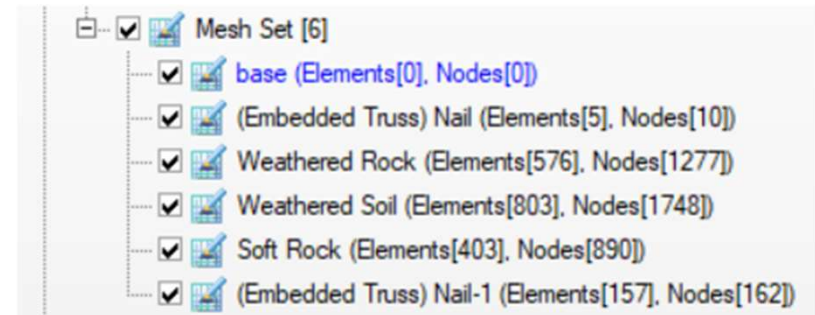 Mesh Set [6]
base (Elements[0], Nodes[0])
(Embedded Truss) Nail (Elements[5], Nodes[10])
Weathered Rock (Elements[576], Nodes[1277])
Weathered Soil (Elements[803], Nodes[1748])
Soft Rock (Elements[403], Nodes[890])
(Embedded Truss) Nail-1 (Elements[157], Nodes[162])